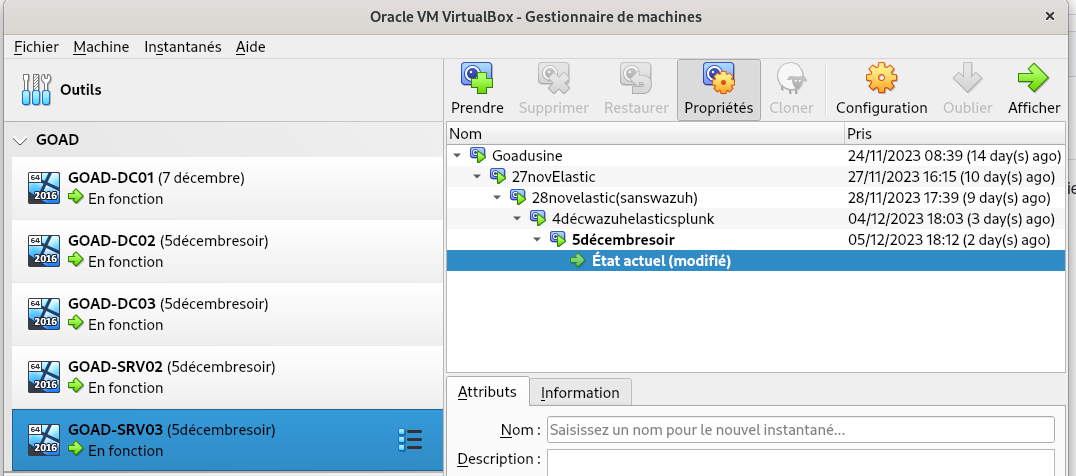 Oracle VM VirtualBox - Gestionnaire de machines
Fichier Machine Instantanés Aide
Outils
GOAD
64 2016 GOAD-DC01 (7 décembre)
En fonction
64 2016 GOAD-DC02 (5décembresoir)
En fonction
64 2016 GOAD-DC03 (5décembresoir)
En fonction
64 2016 GOAD-SRV02 (5décembresoir)
En fonction
64 2016 GOAD-SRV03 (5décembresoir)
En fonction
Prendre Supprimer Restaurer Propriétés Cloner Configuration Oublier Afficher
Nom Pris
Goadusine 24/11/2023 08:39 (14 day(s) ago)
27novElastic 27/11/2023 16:15 (10 day(s) ago)
28novelastic(sanswazuh) 28/11/2023 17:39 (9 day(s) ago)
4décwazuhelasticsplunk 04/12/2023 18:03 (3 day(s) ago)
5décembresoir 05/12/2023 18:12 (2 day(s) ago)
État actuel (modifié)
Attributs Information
Nom : Saisissez un nom pour le nouvel instantané...
Description :